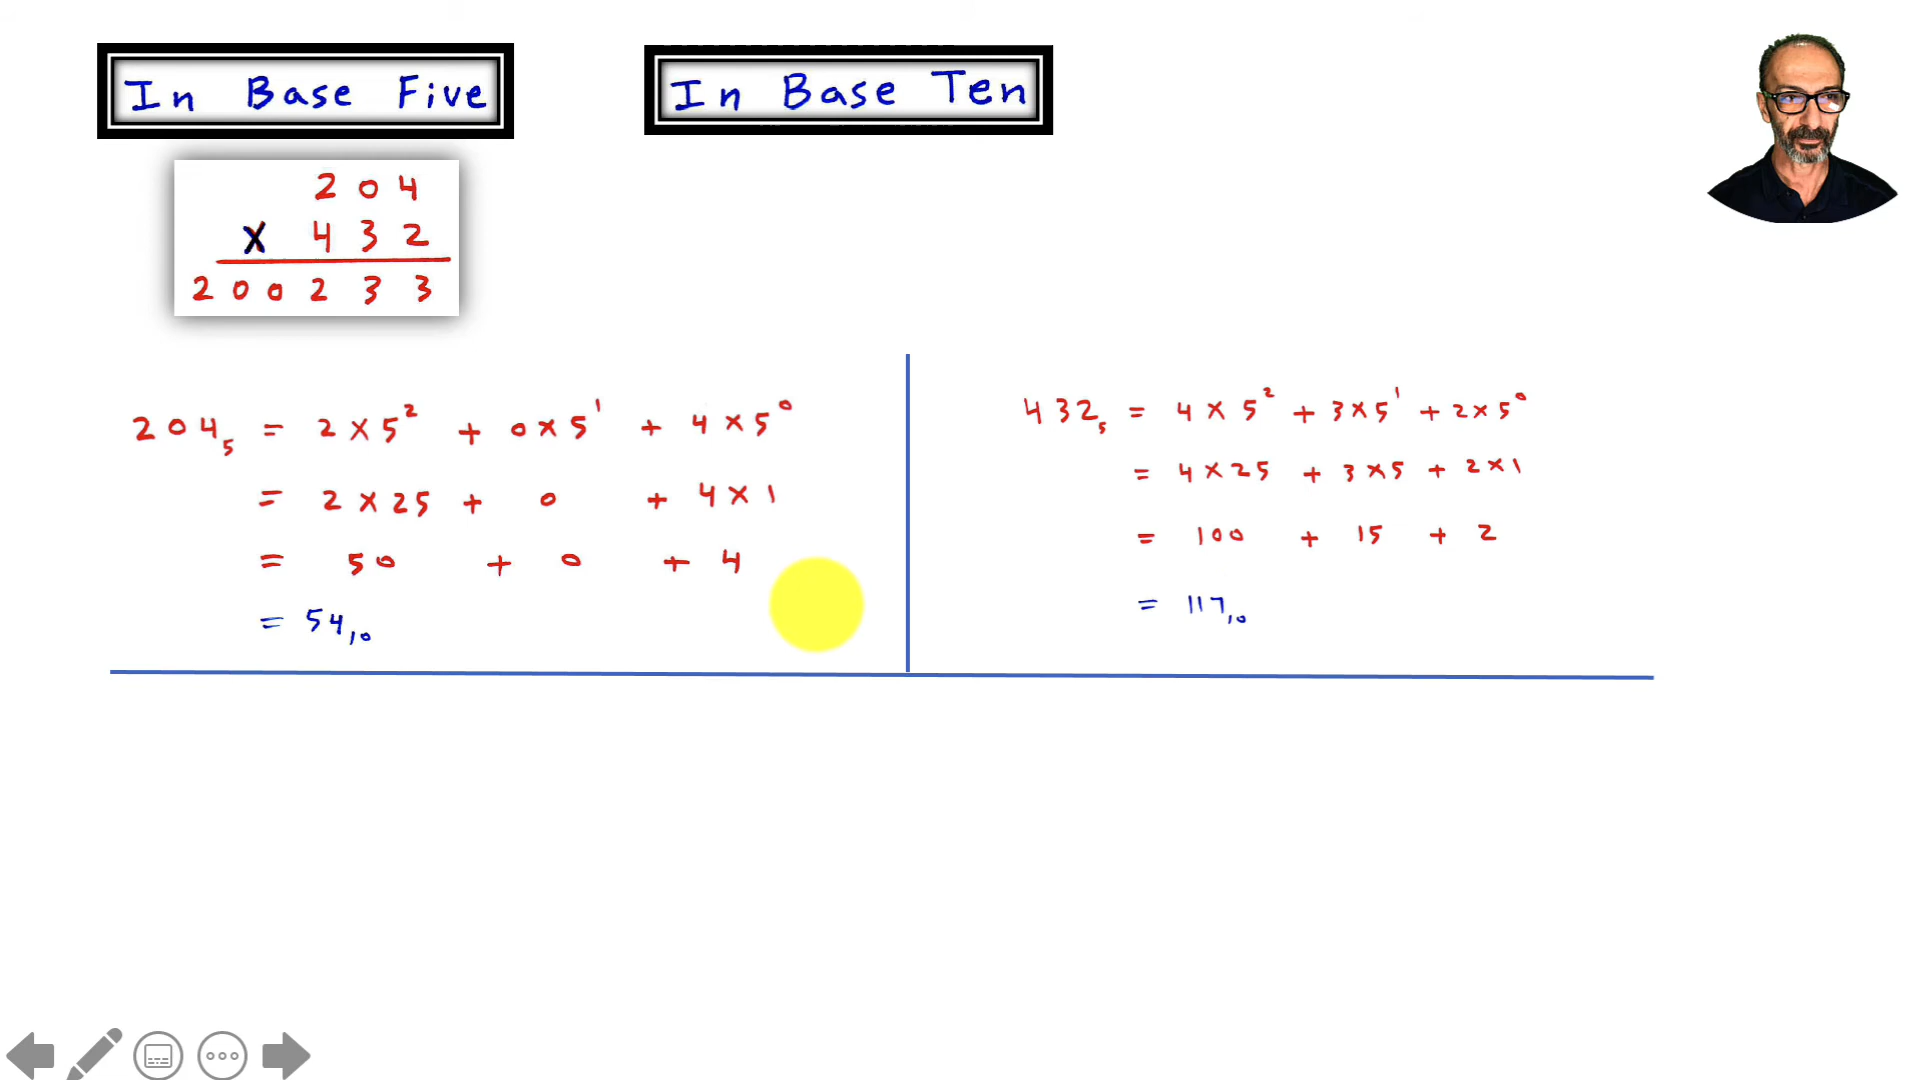 In Base Five
In Base Ten
204
X 432
200233
204₅ = 2 × 5² + 0 × 5¹ + 4 × 5⁰
= 2 × 25 + 0 + 4 × 1
= 50 + 0 + 4
= 54₁₀
432₅ = 4 × 5² + 3 × 5¹ + 2 × 5⁰
= 4 × 25 + 3 × 5 + 2 × 1
= 100 + 15 + 2
= 117₁₀